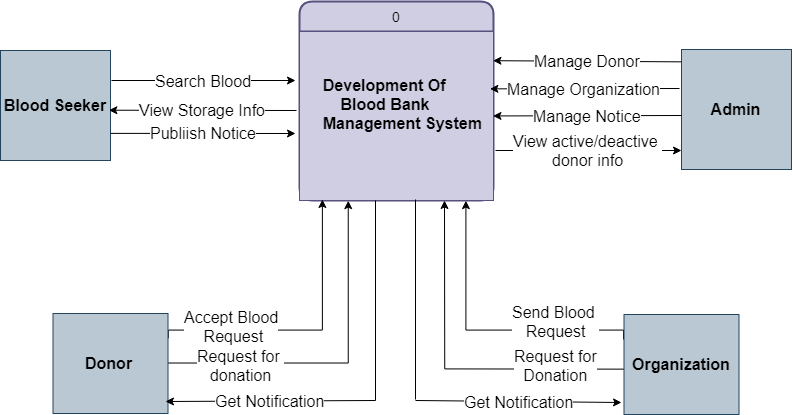 0
Development Of
Blood Bank
Management System
Blood Seeker
Search Blood
View Storage Info
Publiish Notice
Manage Donor
Manage Organization
Manage Notice
View active/deactive
donor info
Admin
Donor
Accept Blood
Request
Request for
donation
Get Notification
Send Blood
Request
Request for
Donation
Get Notification
Organization